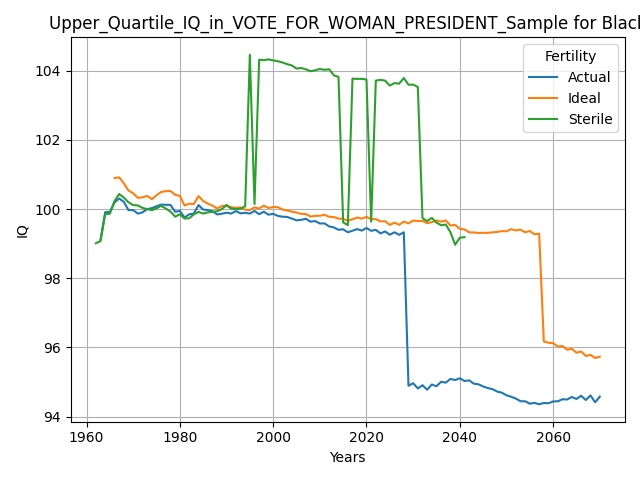 Upper_Quartile_IQ_in_VOTE_FOR_WOMAN_PRESIDENT_Sample for Black
Fertility
Actual
Ideal
Sterile
104
102
100
98
96
94
IQ
1960
1980
2000
2020
2040
2060
Years